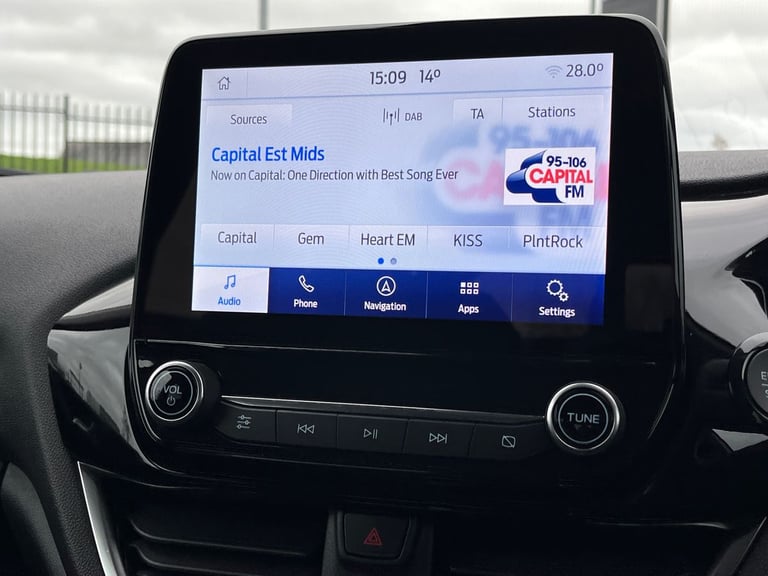 15:09 14º 28.0º
Sources DAB TA Stations
Capital Est Mids
Now on Capital: One Direction with Best Song Ever
95-106
CAPITAL
FM
Capital Gem Heart EM KISS PlntRock
Audio Phone Navigation Apps Settings
VOL
TUNE